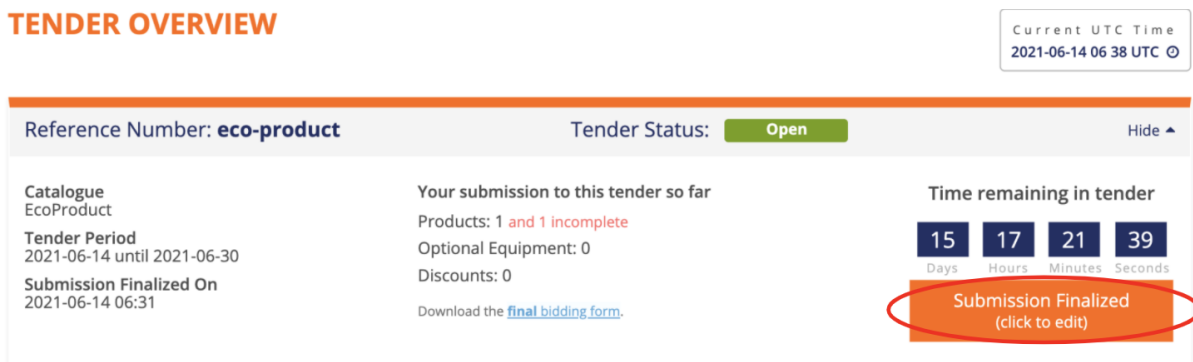 TENDER OVERVIEW
Current UTC Time
2021-06-14 06 38 UTC
Reference Number: eco-product
Tender Status: Open
Hide
Catalogue
EcoProduct
Tender Period
2021-06-14 until 2021-06-30
Submission Finalized On
2021-06-14 06:31
Your submission to this tender so far
Products: 1 and 1 incomplete
Optional Equipment: 0
Discounts: 0
Download the final bidding form.
Time remaining in tender
15 17 21 39
Days Hours Minutes Seconds
Submission Finalized
(click to edit)